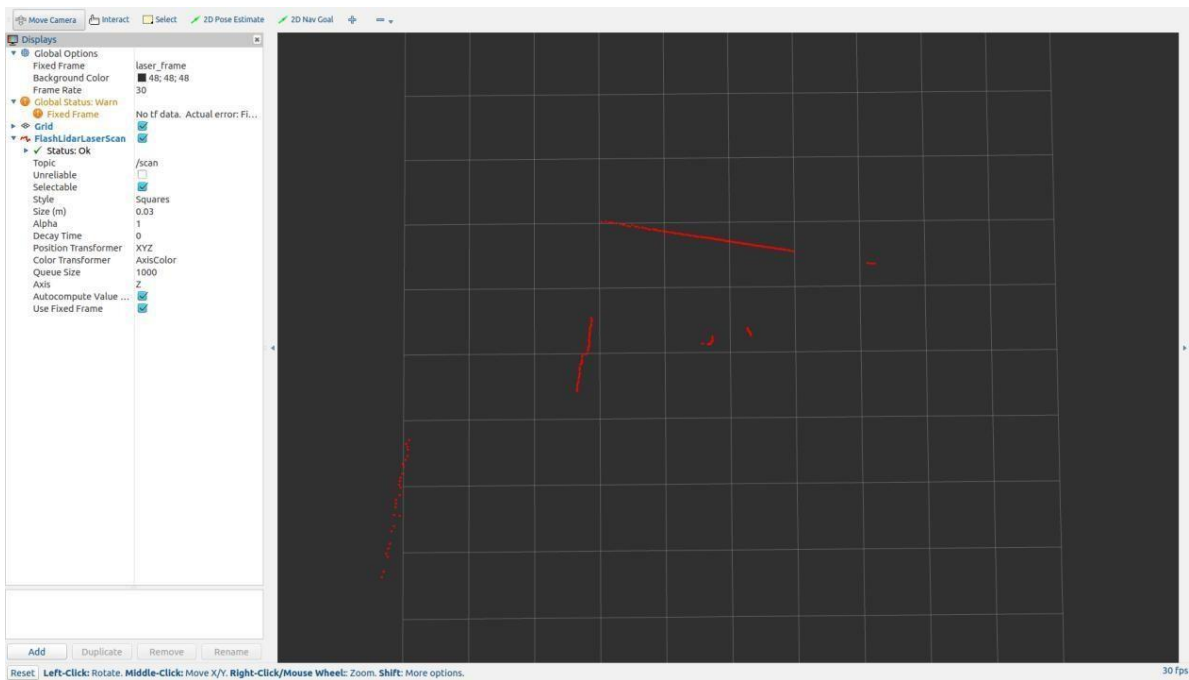 Move Camera Interact Select 2D Pose Estimate 2D Nav Goal
Displays
Global Options
Fixed Frame laser_frame
Background Color 48; 48; 48
Frame Rate 30
Global Status: Warn
Fixed Frame No tf data. Actual error: Fi...
Grid
FlashLidarLaserScan
Status: Ok
Topic /scan
Unreliable
Selectable
Style Squares
Size (m) 0.03
Alpha 1
Decay Time 0
Position Transformer XYZ
Color Transformer AxisColor
Queue Size 1000
Axis Z
Autocompute Value ...
Use Fixed Frame
Add Duplicate Remove Rename
Reset Left-Click: Rotate. Middle-Click: Move X/Y. Right-Click/Mouse Wheel:: Zoom. Shift: More options. 30 fps